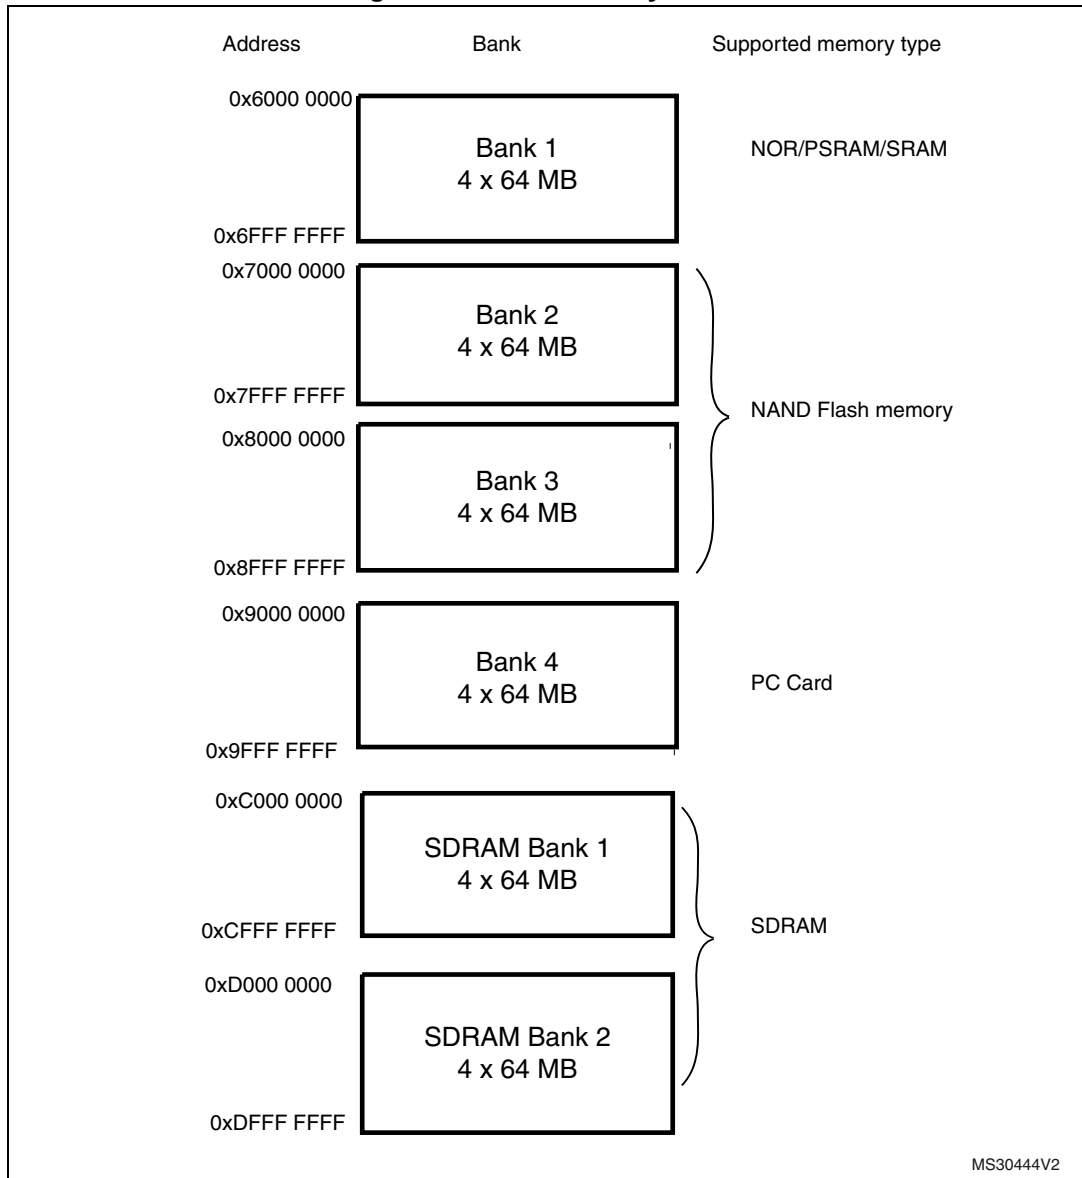 Address Bank Supported memory type
0x6000 0000
Bank 1
4 x 64 MB
NOR/PSRAM/SRAM
0x6FFF FFFF
0x7000 0000
Bank 2
4 x 64 MB
0x7FFF FFFF
NAND Flash memory
0x8000 0000
Bank 3
4 x 64 MB
0x8FFF FFFF
0x9000 0000
Bank 4
4 x 64 MB
PC Card
0x9FFF FFFF
0xC000 0000
SDRAM Bank 1
4 x 64 MB
0xCFFF FFFF
SDRAM
0xD000 0000
SDRAM Bank 2
4 x 64 MB
0xDFFF FFFF
MS30444V2